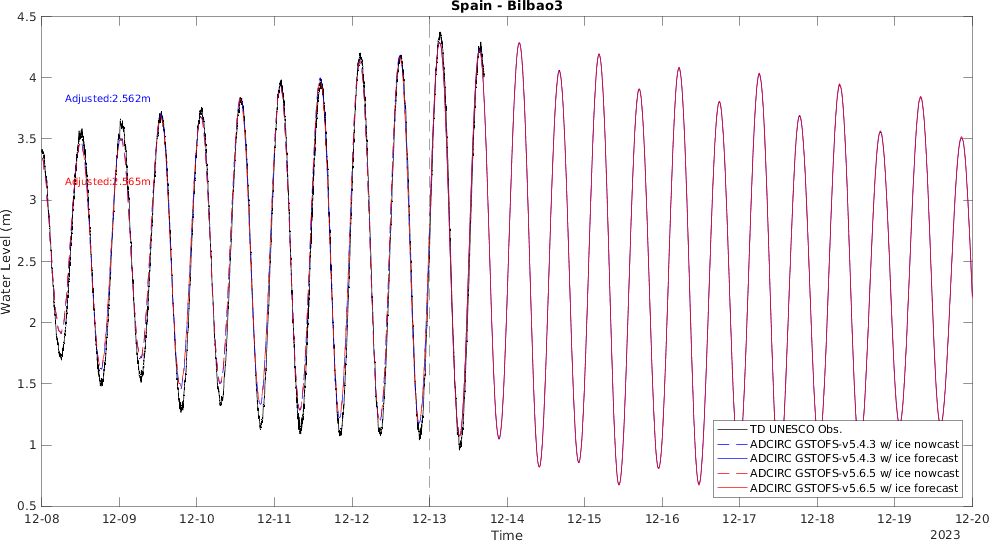 Spain - Bilbao3
4.5
4
3.5
3
2.5
2
1.5
1
0.5
Water Level (m)
Adjusted:2.562m
Adjusted:2.565m
TD UNESCO Obs.
ADCIRC GSTOFS-v5.4.3 w/ ice nowcast
ADCIRC GSTOFS-v5.4.3 w/ ice forecast
ADCIRC GSTOFS-v5.6.5 w/ ice nowcast
ADCIRC GSTOFS-v5.6.5 w/ ice forecast
12-08 12-09 12-10 12-11 12-12 12-13 12-14 12-15 12-16 12-17 12-18 12-19 12-20
Time
2023